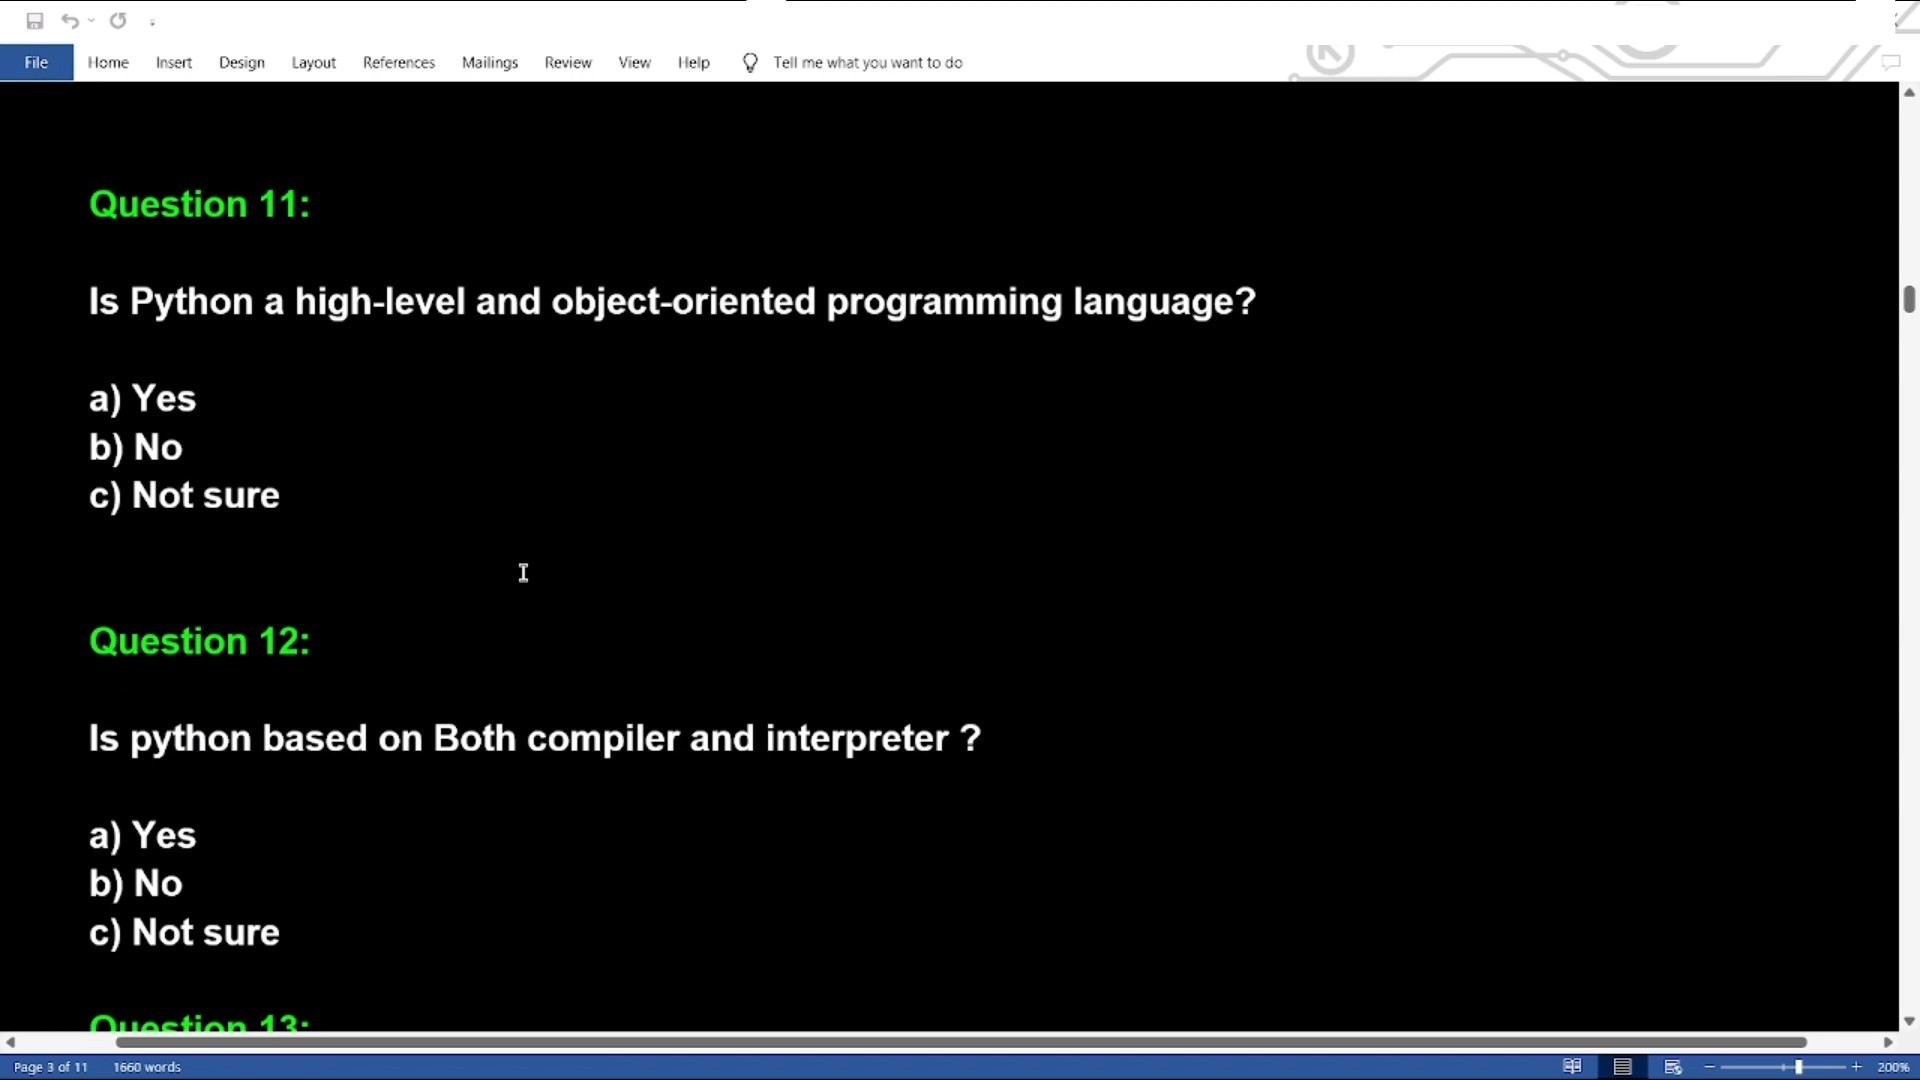 File Home Insert Design Layout References Mailings Review View Help Tell me what you want to do
Question 11:
Is Python a high-level and object-oriented programming language?
a) Yes
b) No
c) Not sure
Question 12:
Is python based on Both compiler and interpreter ?
a) Yes
b) No
c) Not sure
Question 13:
Page 3 of 11 1660 words 200%